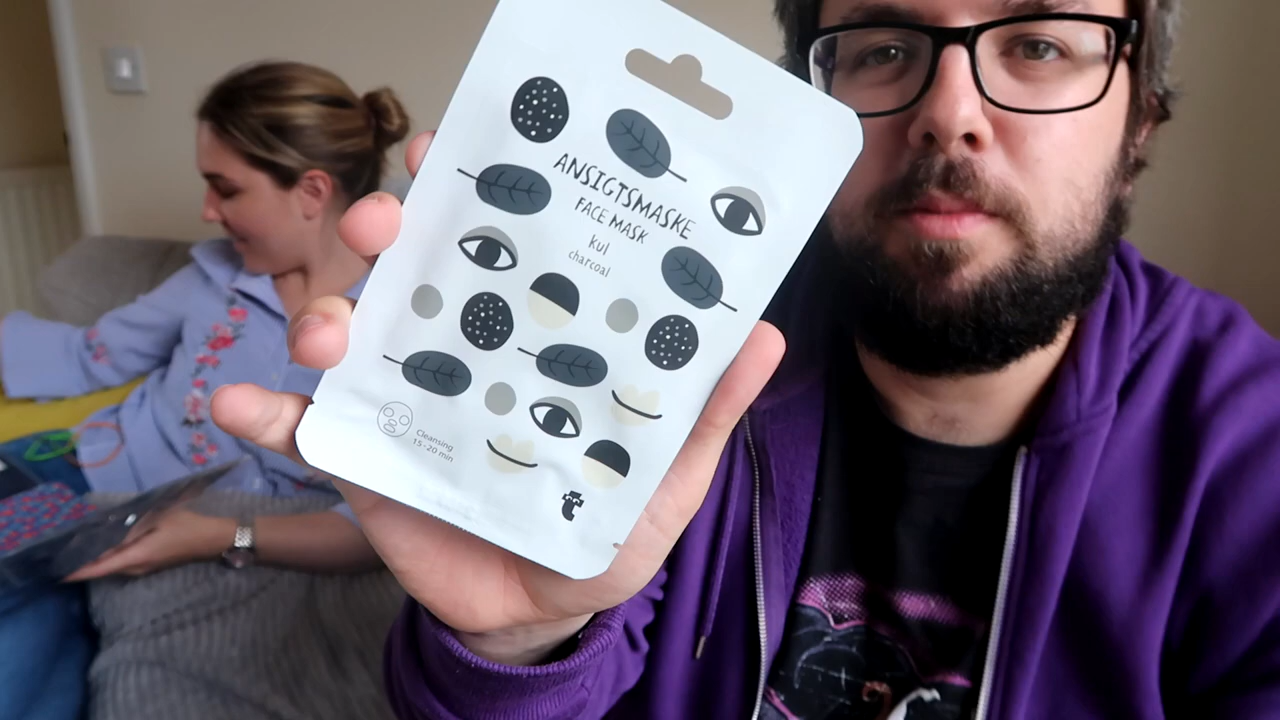 ANSIGTSMASKE
FACE MASK
kul
charcoal
Cleansing
15-20 min